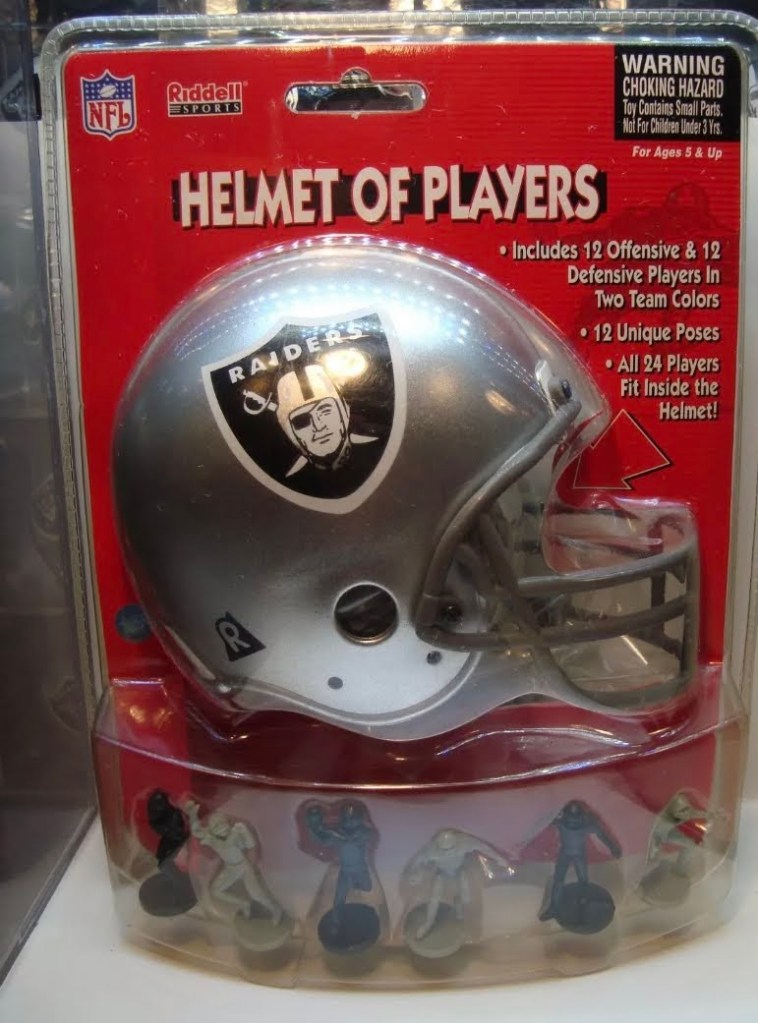 NFL
Riddell
SPORTS
WARNING
CHOKING HAZARD
Toy Contains Small Parts.
Not For Children Under 3 Yrs.
For Ages 5 & Up
HELMET OF PLAYERS
• Includes 12 Offensive & 12
Defensive Players In
Two Team Colors
• 12 Unique Poses
• All 24 Players
Fit Inside the
Helmet!
RAIDERS
R